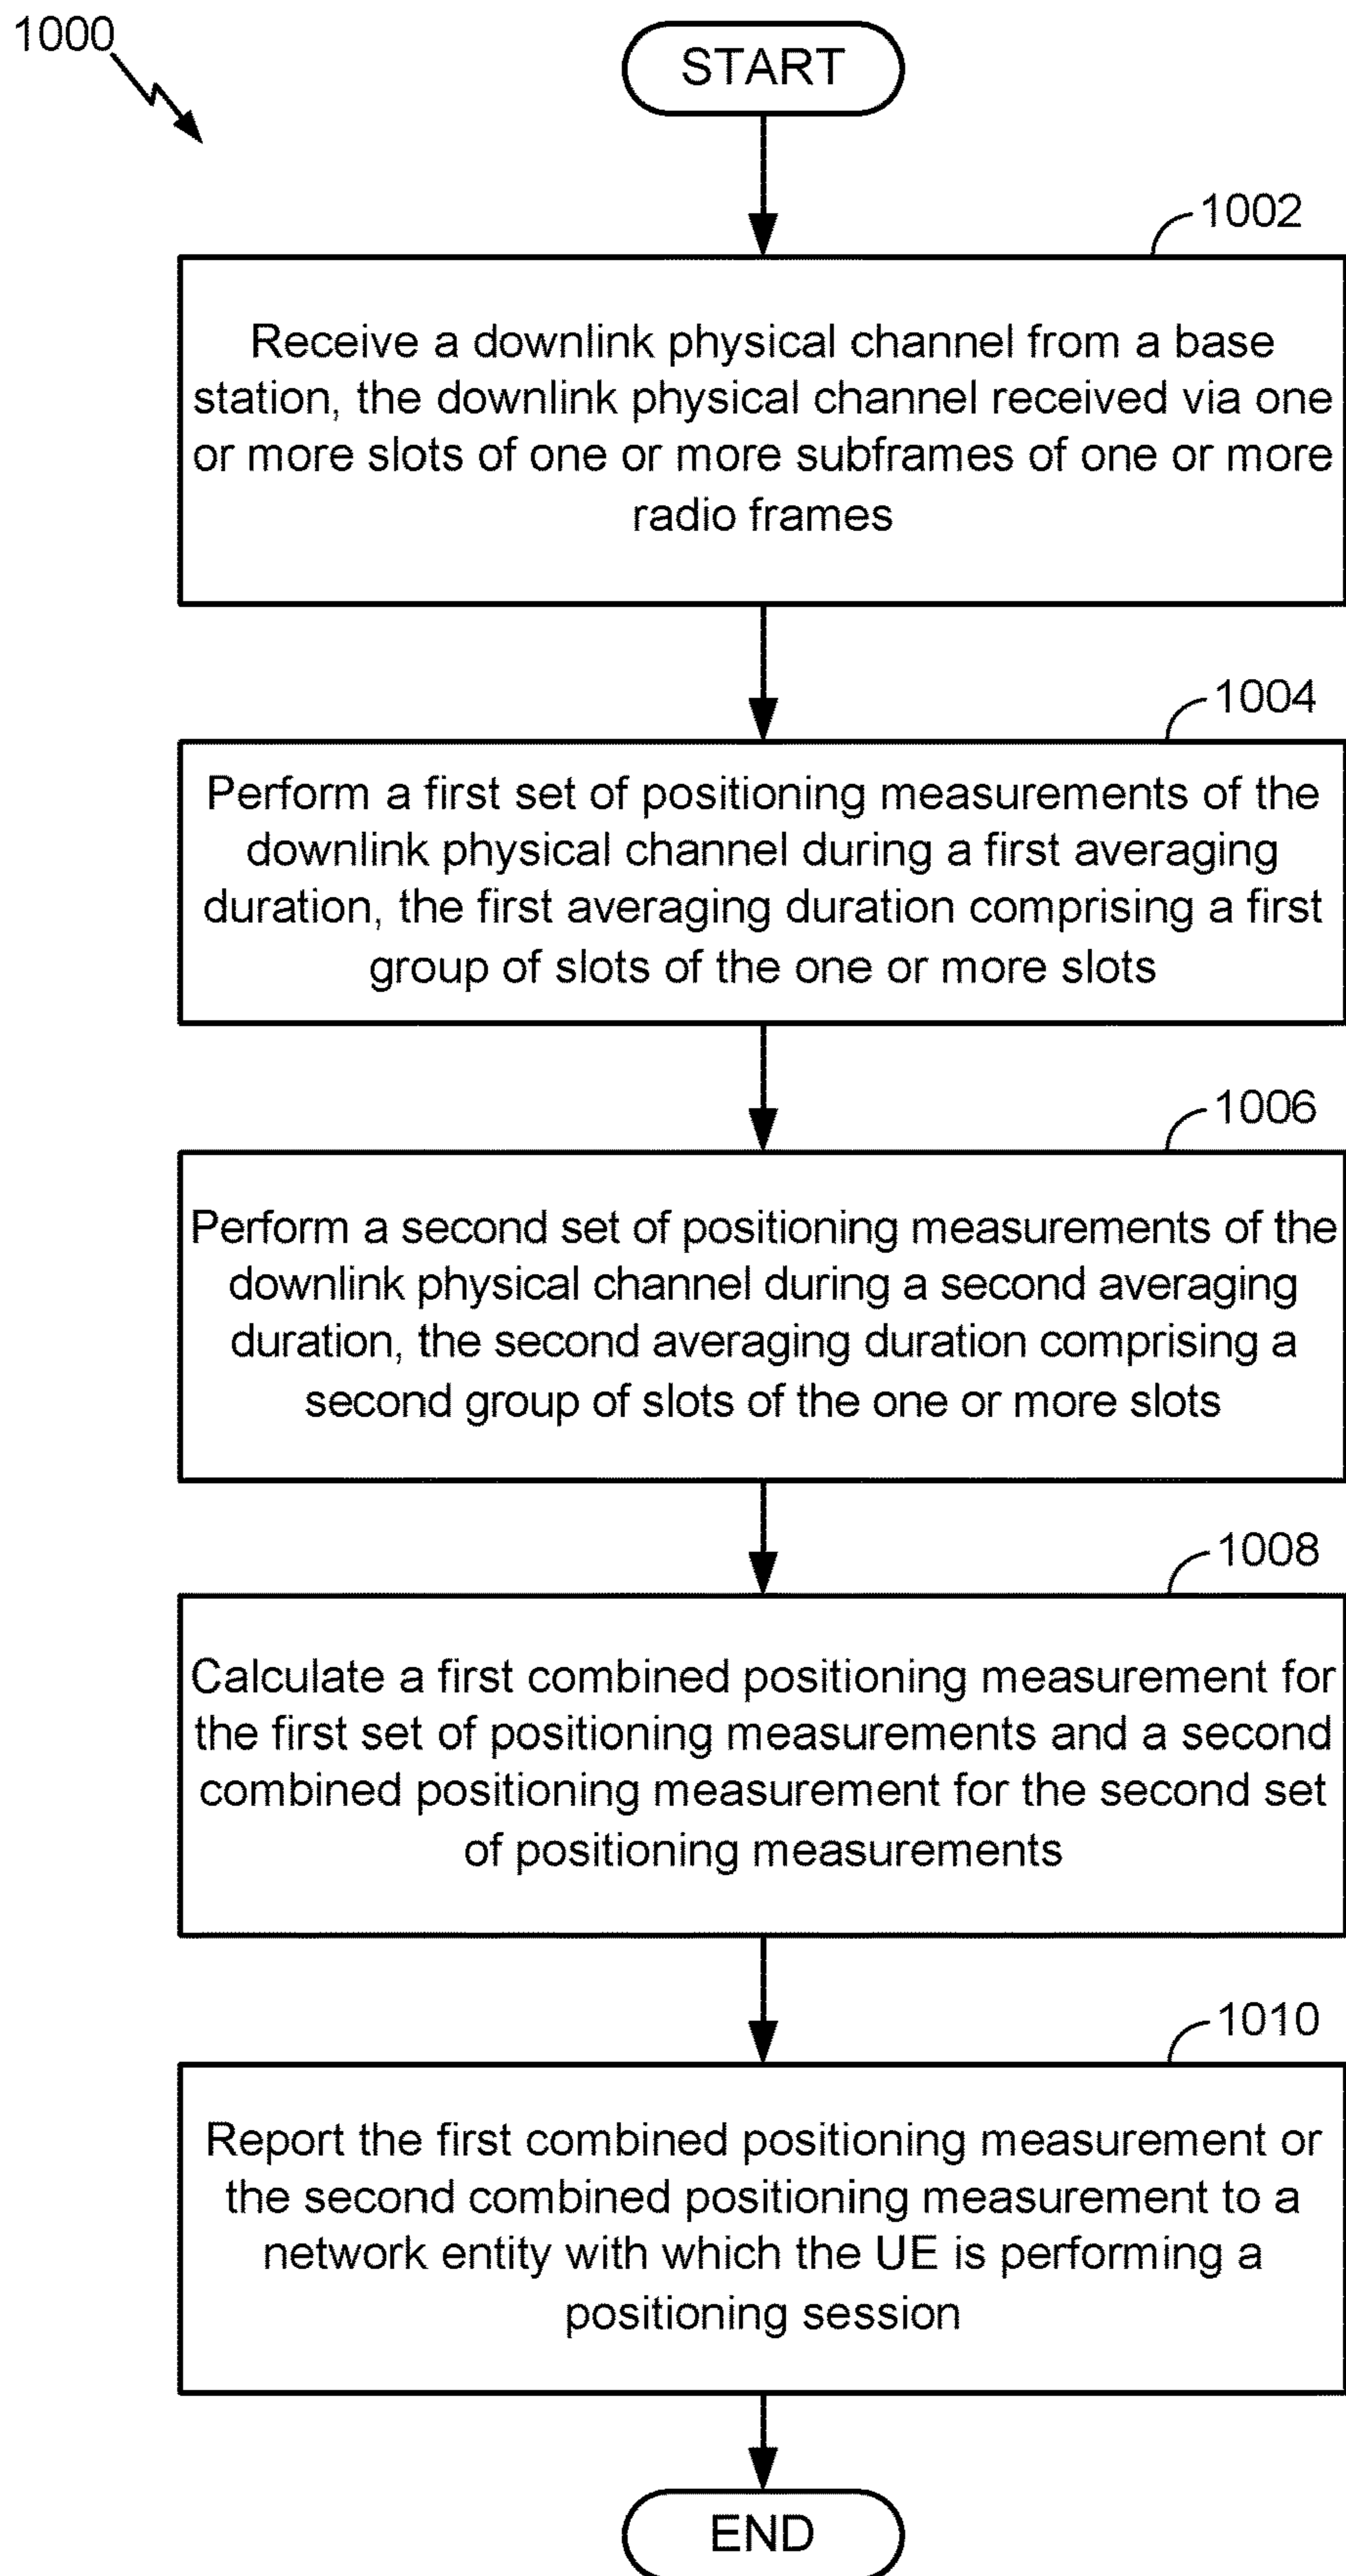 1000
START
1002
Receive a downlink physical channel from a base
station, the downlink physical channel received via one
or more slots of one or more subframes of one or more
radio frames
1004
Perform a first set of positioning measurements of the
downlink physical channel during a first averaging
duration, the first averaging duration comprising a first
group of slots of the one or more slots
1006
Perform a second set of positioning measurements of the
downlink physical channel during a second averaging
duration, the second averaging duration comprising a
second group of slots of the one or more slots
1008
Calculate a first combined positioning measurement for
the first set of positioning measurements and a second
combined positioning measurement for the second set
of positioning measurements
1010
Report the first combined positioning measurement or
the second combined positioning measurement to a
network entity with which the UE is performing a
positioning session
END